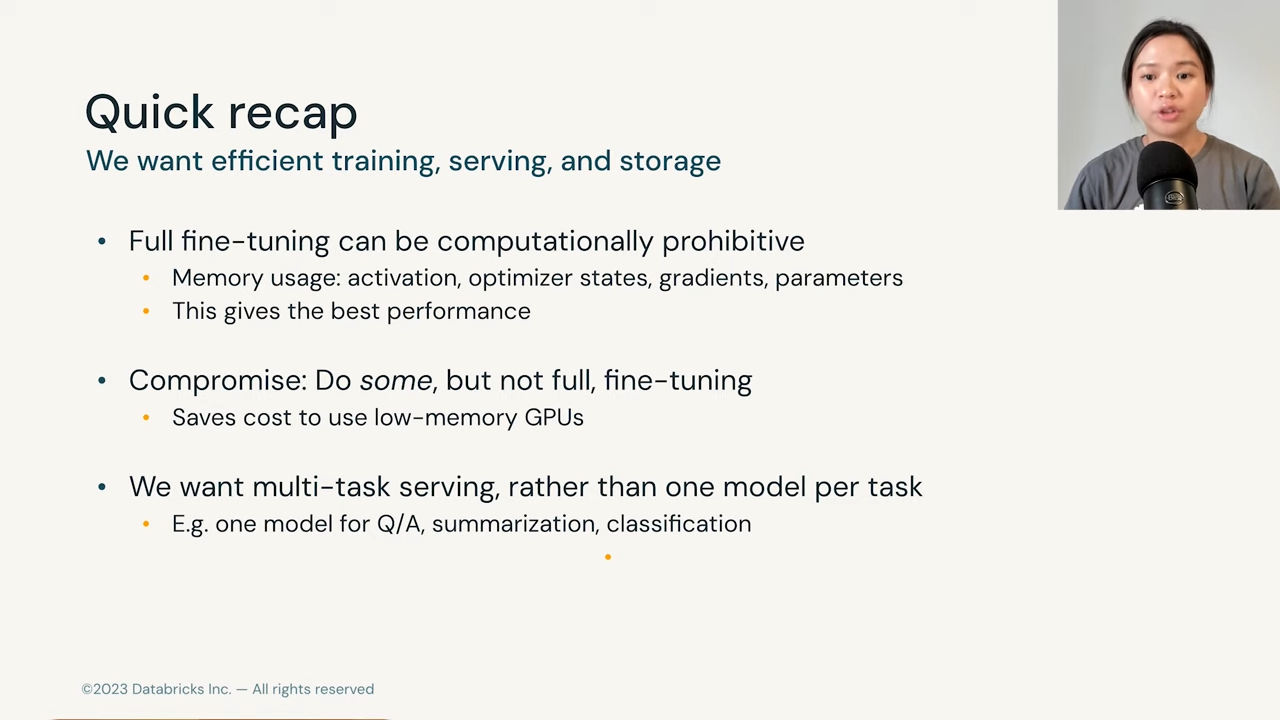 Quick recap
We want efficient training, serving, and storage
• Full fine-tuning can be computationally prohibitive
• Memory usage: activation, optimizer states, gradients, parameters
• This gives the best performance
• Compromise: Do some, but not full, fine-tuning
• Saves cost to use low-memory GPUs
• We want multi-task serving, rather than one model per task
• E.g. one model for Q/A, summarization, classification
•
©2023 Databricks Inc. — All rights reserved